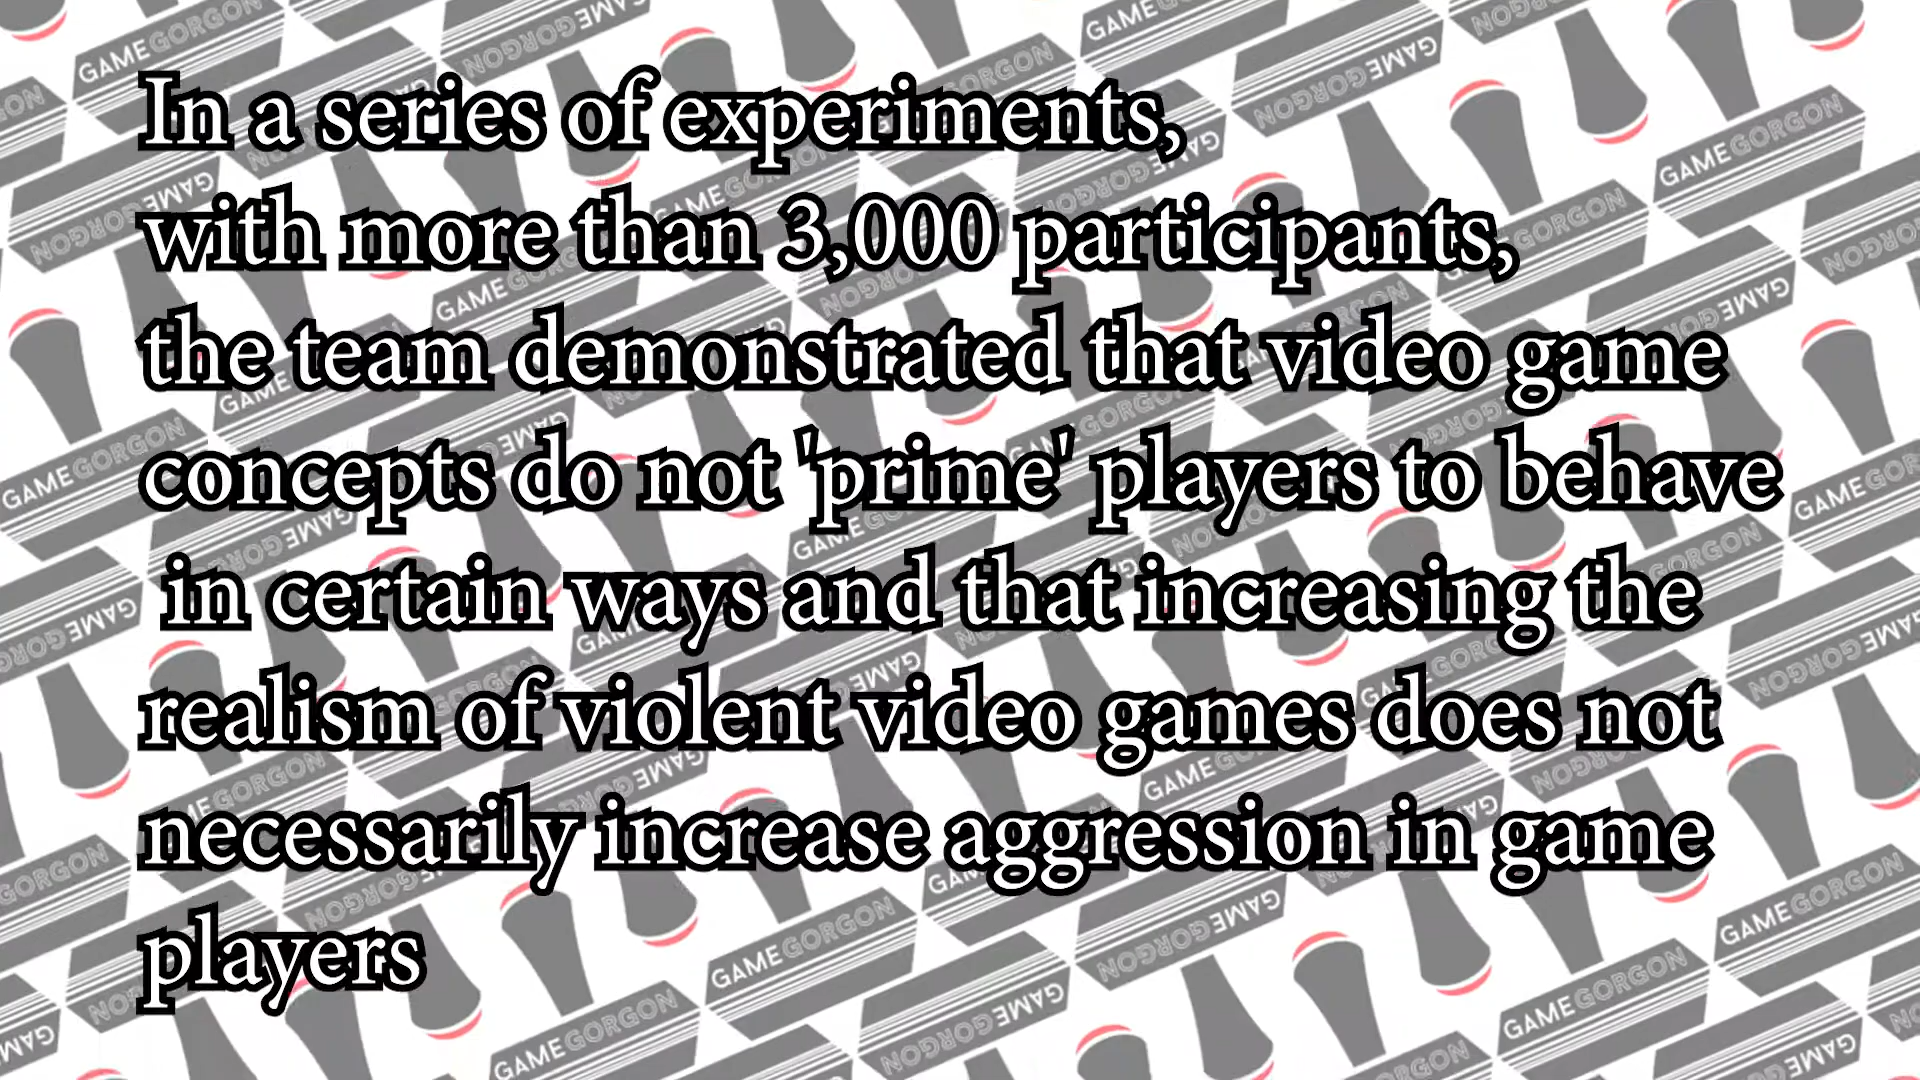 In a series of experiments,
with more than 3,000 participants,
the team demonstrated that video game
concepts do not 'prime' players to behave
in certain ways and that increasing the
realism of violent video games does not
necessarily increase aggression in game
players
GAMEGORGON